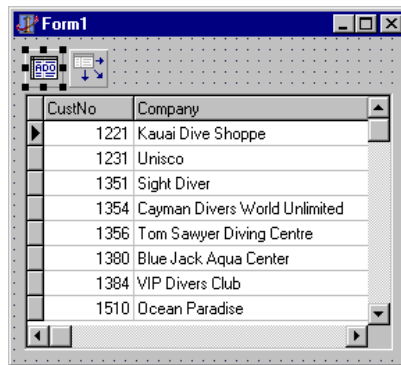 Form1
ADO
CustNo Company
1221 Kauai Dive Shoppe
1231 Unisco
1351 Sight Diver
1354 Cayman Divers World Unlimited
1356 Tom Sawyer Diving Centre
1380 Blue Jack Aqua Center
1384 VIP Divers Club
1510 Ocean Paradise